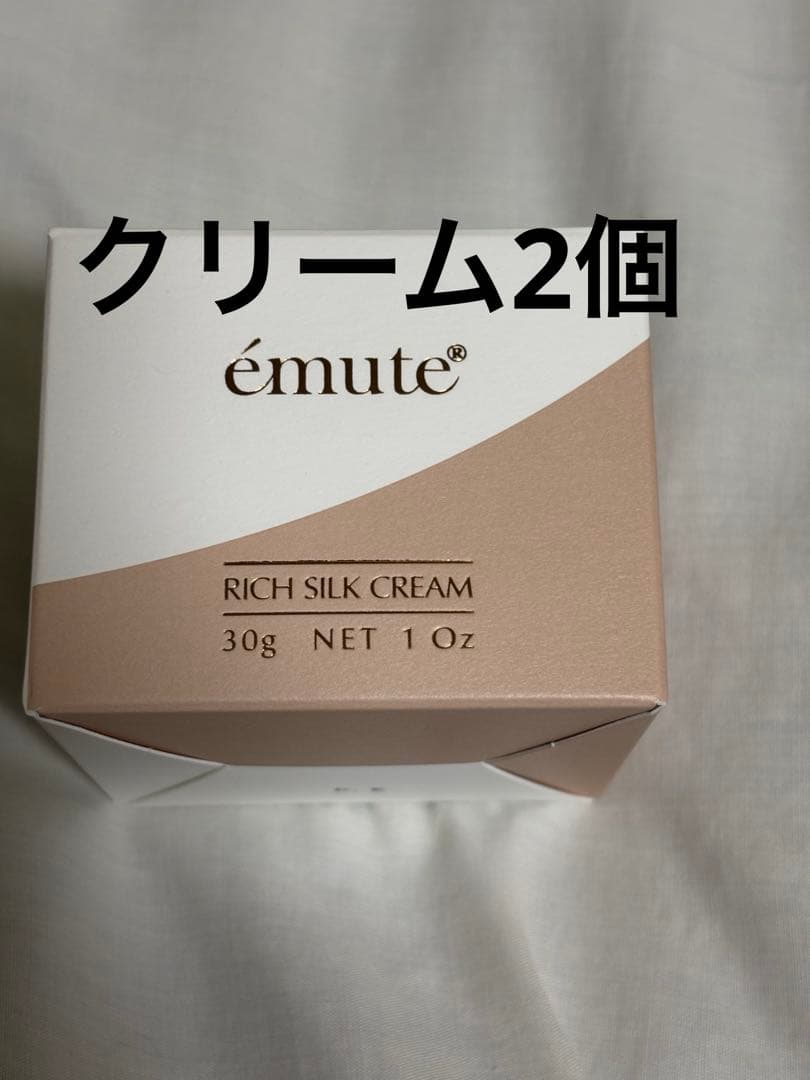 クリーム2個
émute®
RICH SILK CREAM
30g NET 1 Oz